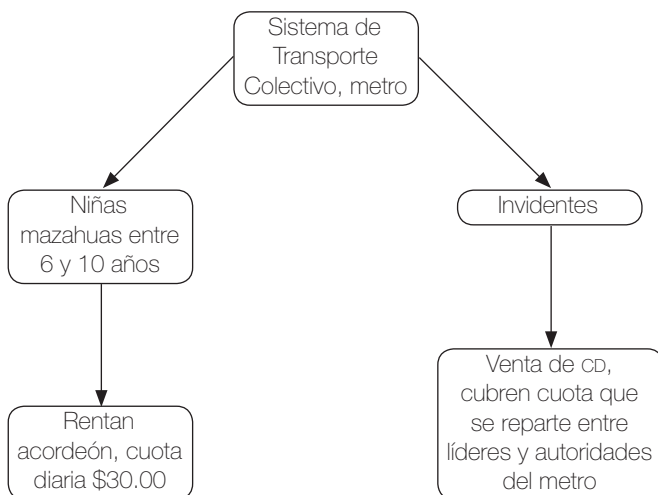 Sistema de
Transporte
Colectivo, metro
Niñas
mazahuas entre
6 y 10 años
Invidentes
Rentan
acordeón, cuota
diaria $30.00
Venta de CD,
cubren cuota que
se reparte entre
líderes y autoridades
del metro